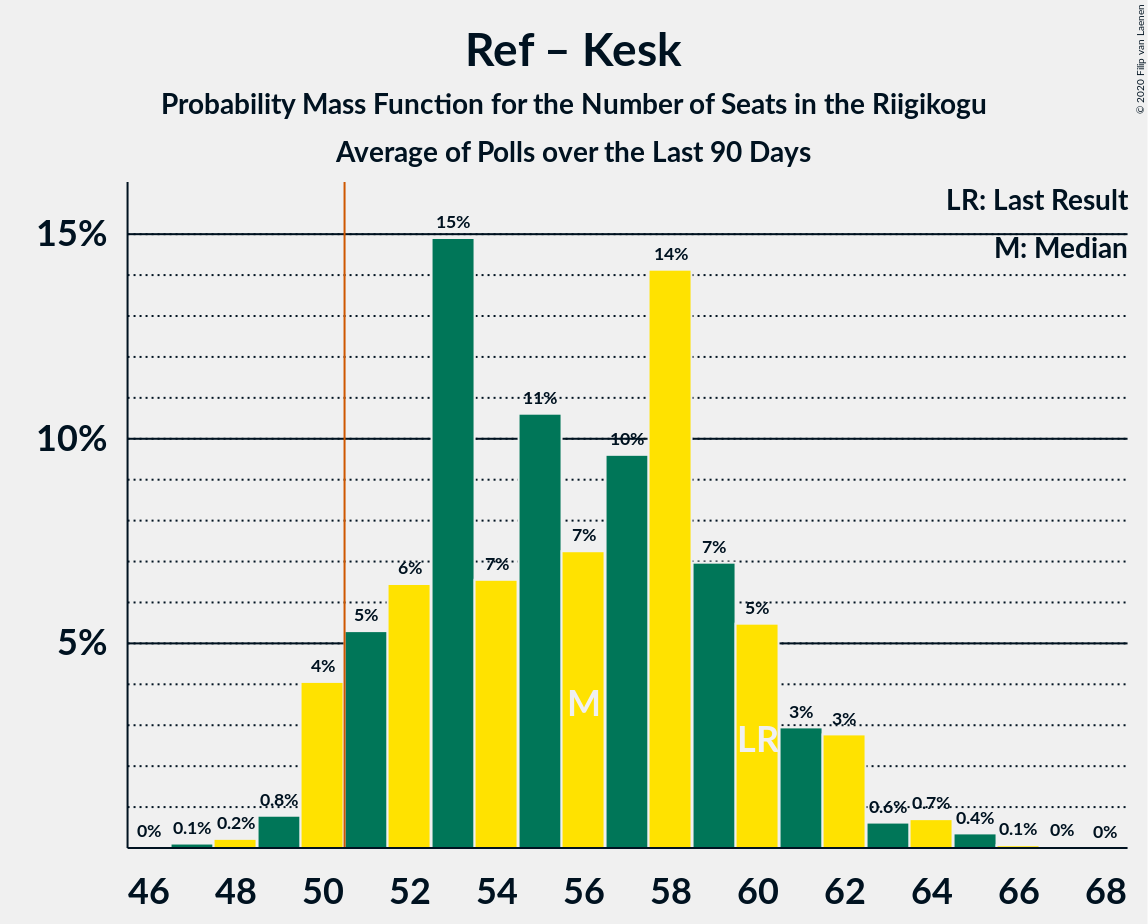 Ref – Kesk
Probability Mass Function for the Number of Seats in the Riigikogu
Average of Polls over the Last 90 Days
© 2020 Filip van Laenen
LR: Last Result
M: Median
15%
10%
5%
0%
0.1%
0.2%
0.8%
4%
5%
6%
15%
7%
11%
7%
10%
14%
7%
5%
3%
3%
0.6%
0.7%
0.4%
0.1%
0%
0%
M
LR
46 48 50 52 54 56 58 60 62 64 66 68